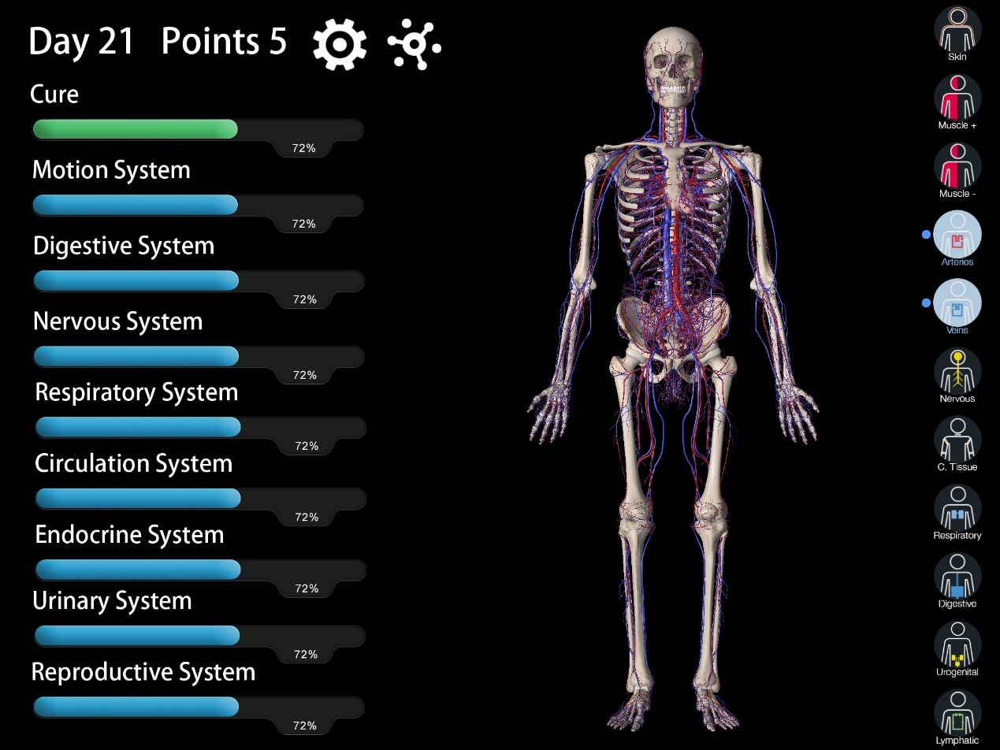 Day 21 Points 5
Cure
72%
Motion System
72%
Digestive System
72%
Nervous System
72%
Respiratory System
72%
Circulation System
72%
Endocrine System
72%
Urinary System
72%
Reproductive System
72%
Skin
Muscle +
Muscle -
Arteries
Veins
Nervous
C. Tissue
Respiratory
Digestive
Urogenital
Lymphatic